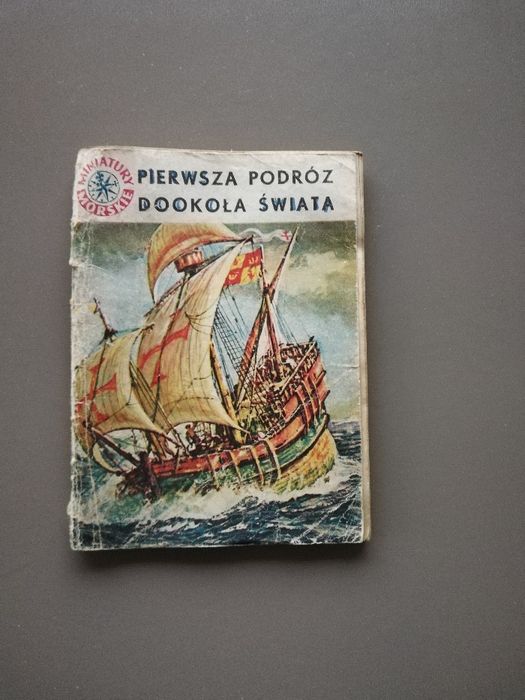 MINIATURY
MORSKIE
PIERWSZA PODRÓŻ
DOOKOŁA ŚWIATA